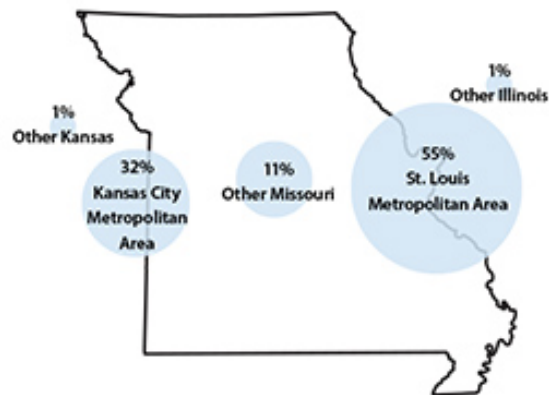 1%
Other Kansas
32%
Kansas City
Metropolitan
Area
11%
Other Missouri
55%
St. Louis
Metropolitan Area
1%
Other Illinois